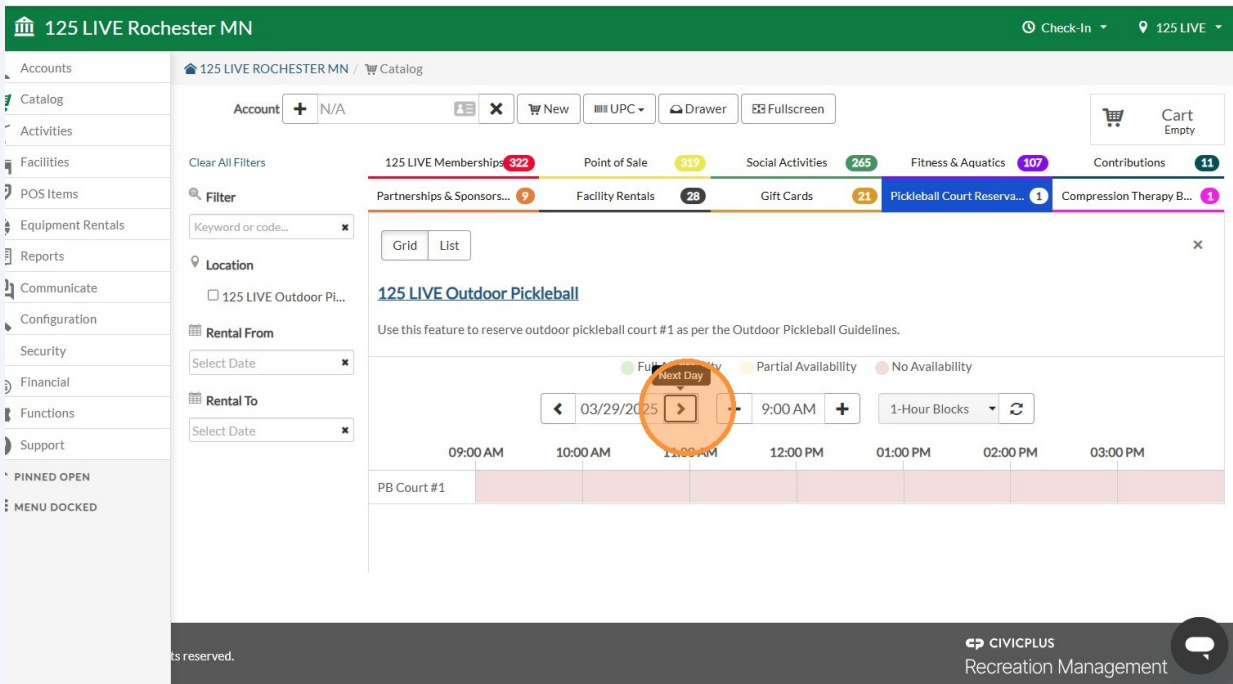 125 LIVE Rochester MN
Check-In
125 LIVE
Accounts
Catalog
Activities
Facilities
POS Items
Equipment Rentals
Reports
Communicate
Configuration
Security
Financial
Functions
Support
PINNED OPEN
MENU DOCKED
125 LIVE ROCHESTER MN / Catalog
Account N/A New UPC Drawer Fullscreen
Cart
Empty
Clear All Filters
Filter
Keyword or code...
Location
125 LIVE Outdoor Pi...
Rental From
Select Date
Rental To
Select Date
125 LIVE Memberships 322 Point of Sale 319 Social Activities 265 Fitness & Aquatics 107 Contributions 11
Partnerships & Sponsors... 9 Facility Rentals 28 Gift Cards 21 Pickleball Court Reserva... 1 Compression Therapy B... 1
Grid List
125 LIVE Outdoor Pickleball
Use this feature to reserve outdoor pickleball court #1 as per the Outdoor Pickleball Guidelines.
Partial Availability No Availability
Next Day
03/29/2025 9:00 AM 1-Hour Blocks
09:00 AM 10:00 AM 11:00 AM 12:00 PM 01:00 PM 02:00 PM 03:00 PM
PB Court #1
ts reserved.
CIVICPLUS
Recreation Management